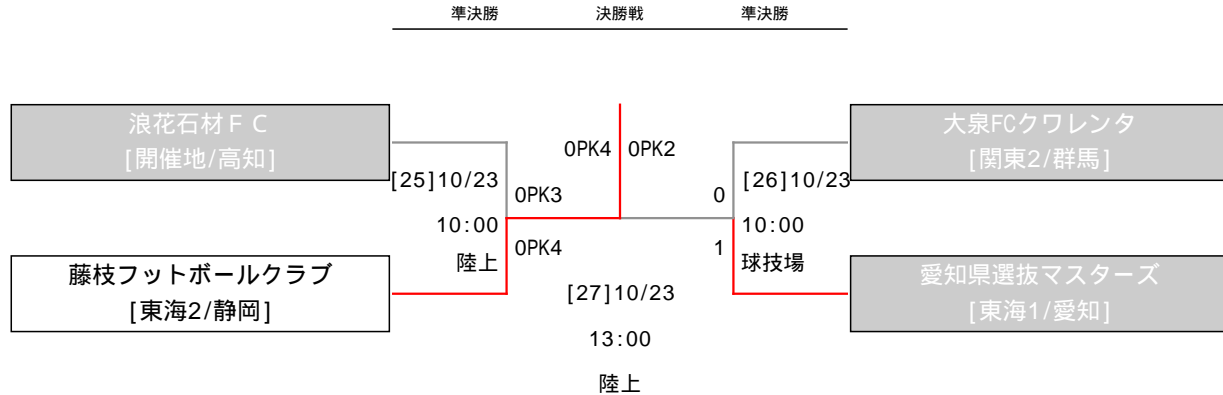 準決勝 決勝戦 準決勝
浪花石材ＦＣ
[開催地/高知]
大泉FCクワレンタ
[関東2/群馬]
0PK4 0PK2
[25]10/23
0PK3
0
[26]10/23
10:00
0PK4
陸上
1
10:00
球技場
藤枝フットボールクラブ
[東海2/静岡]
愛知県選抜マスターズ
[東海1/愛知]
[27]10/23
13:00
陸上